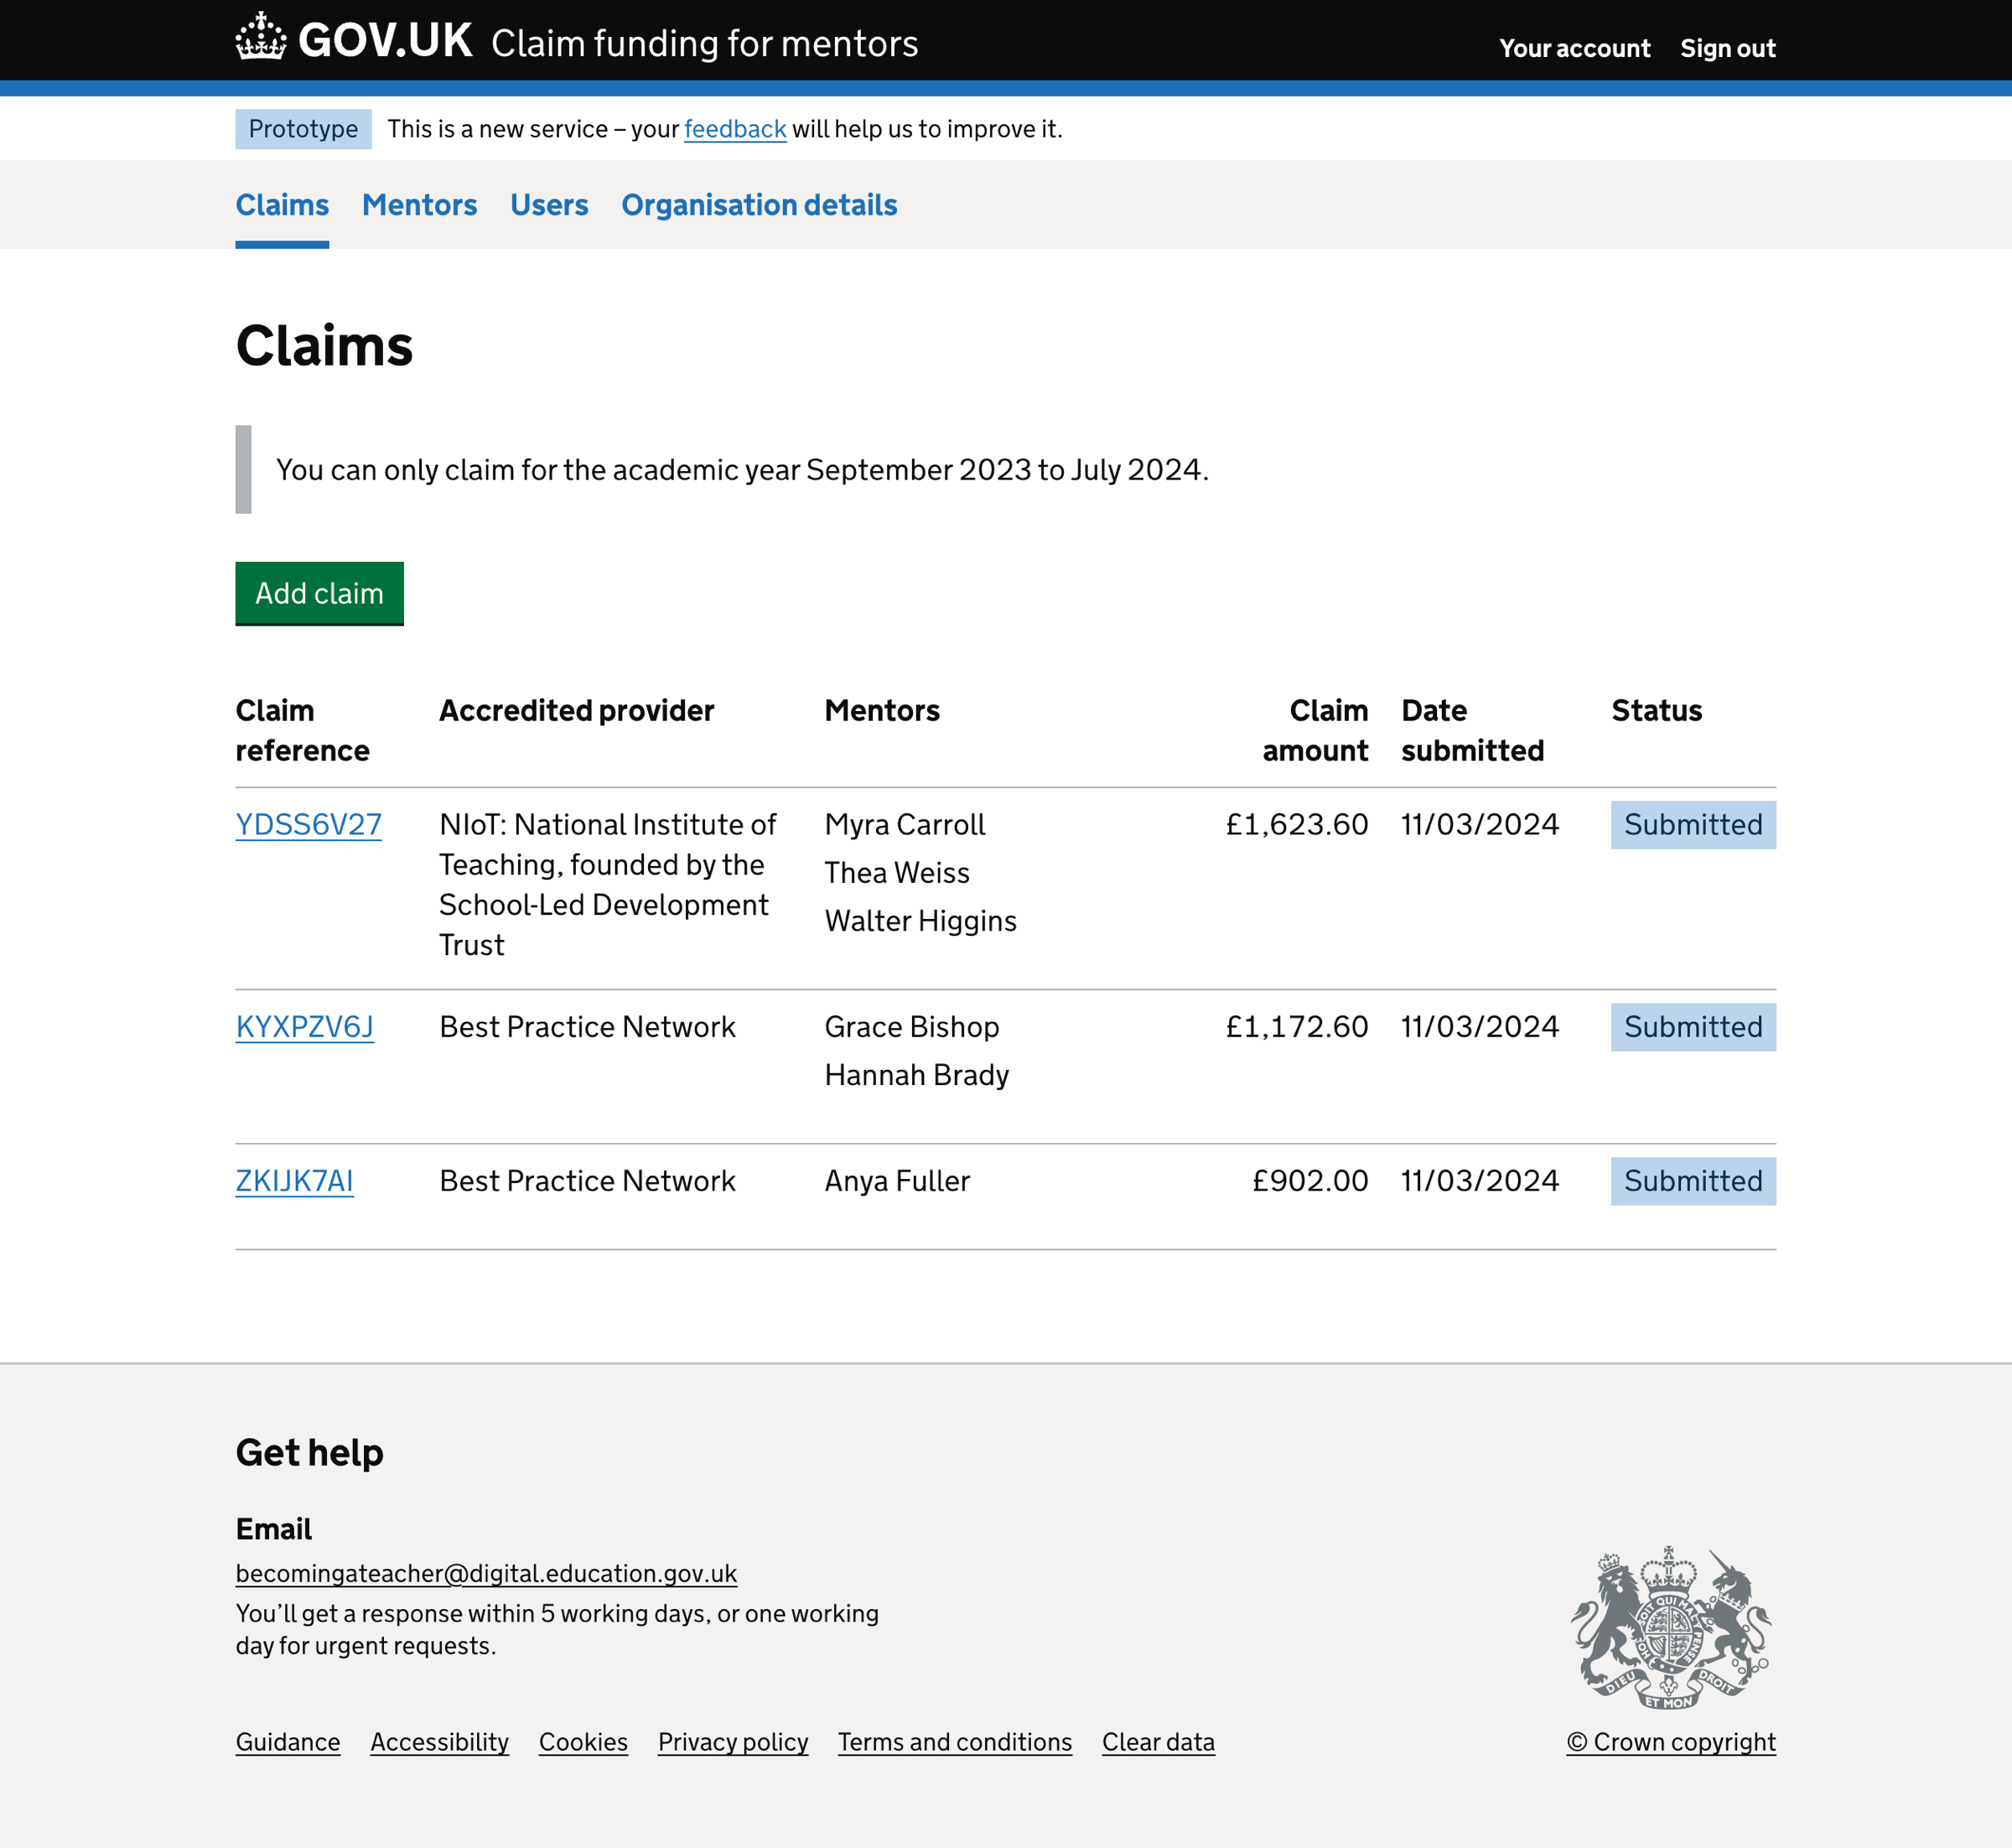 GOV.UK Claim funding for mentors
Your account Sign out
Prototype This is a new service – your feedback will help us to improve it.
Claims Mentors Users Organisation details
Claims
You can only claim for the academic year September 2023 to July 2024.
Add claim
Claim reference Accredited provider Mentors Claim amount Date submitted Status
YDSS6V27 NIoT: National Institute of Teaching, founded by the School-Led Development Trust Myra Carroll Thea Weiss Walter Higgins £1,623.60 11/03/2024 Submitted
KYXPZV6J Best Practice Network Grace Bishop Hannah Brady £1,172.60 11/03/2024 Submitted
ZKIJK7AI Best Practice Network Anya Fuller £902.00 11/03/2024 Submitted
Get help
Email
becomingateacher@digital.education.gov.uk
You’ll get a response within 5 working days, or one working
day for urgent requests.
DIEU ET MON DROIT
Guidance Accessibility Cookies Privacy policy Terms and conditions Clear data
© Crown copyright